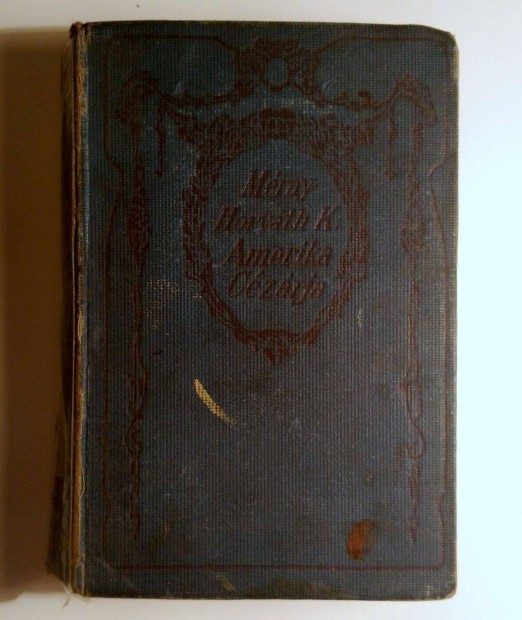 Méray
Horváth K.
Amerika
Cézárja